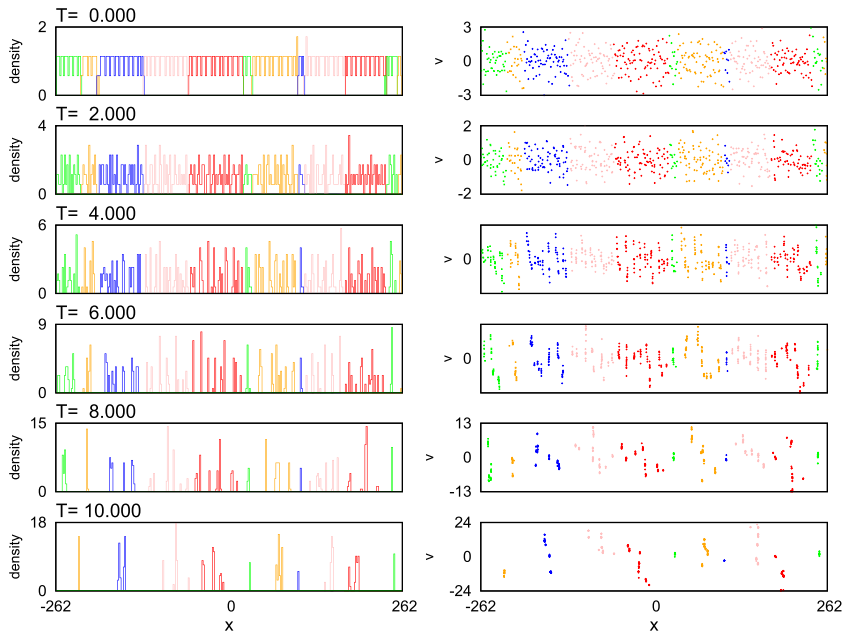 T= 0.000
2
density
0
3
v 0
-3
T= 2.000
4
density
0
2
v 0
-2
T= 4.000
6
density
0
v 0
T= 6.000
9
density
0
v 0
T= 8.000
15
density
0
13
v 0
-13
T= 10.000
18
density
0
24
v 0
-24
-262 0 262
x
-262 0 262
x